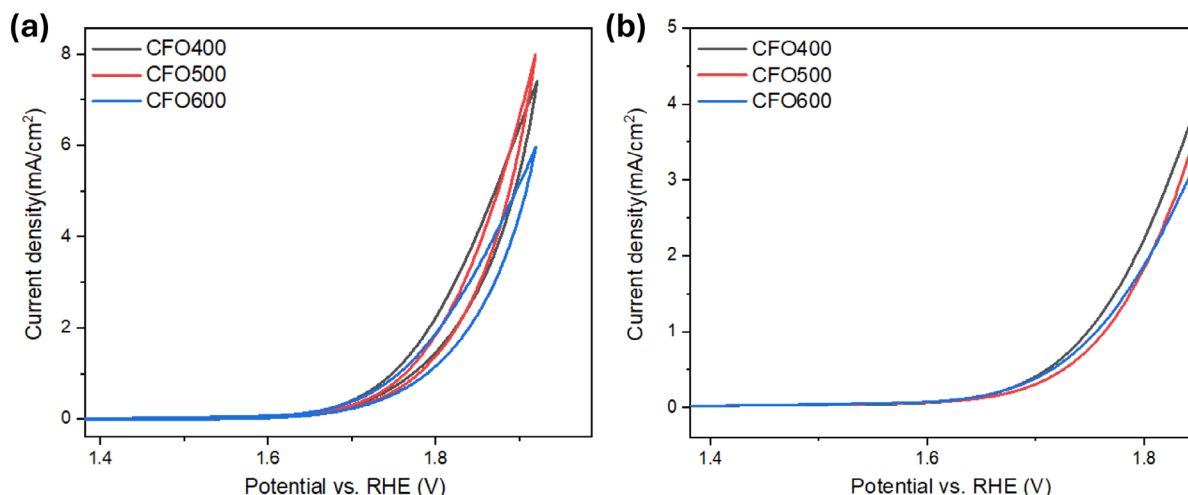 (a)
CFO400
CFO500
CFO600
Current density(mA/cm²)
8
6
4
2
0
1.4
1.6
1.8
Potential vs. RHE (V)
(b)
CFO400
CFO500
CFO600
Current density(mA/cm²)
5
4
3
2
1
0
1.4
1.6
1.8
Potential vs. RHE (V)